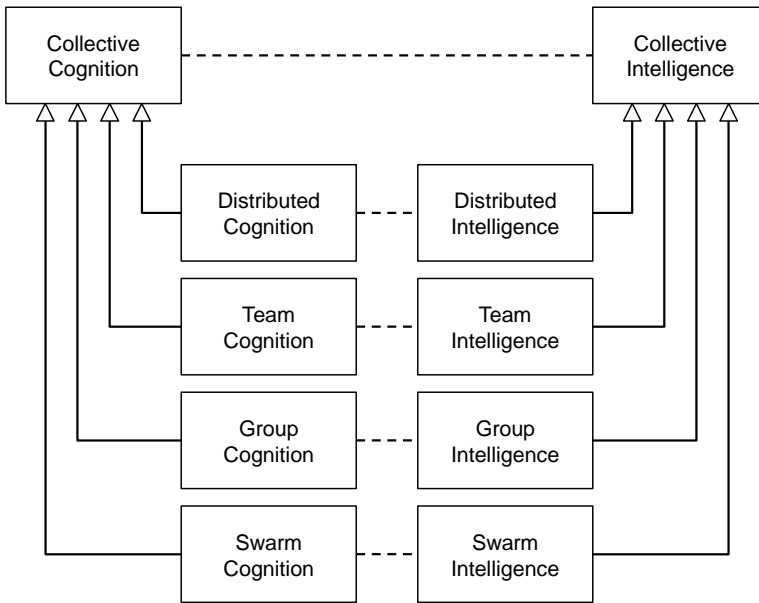 Collective
Cognition
Collective
Intelligence
Distributed
Cognition
Distributed
Intelligence
Team
Cognition
Team
Intelligence
Group
Cognition
Group
Intelligence
Swarm
Cognition
Swarm
Intelligence